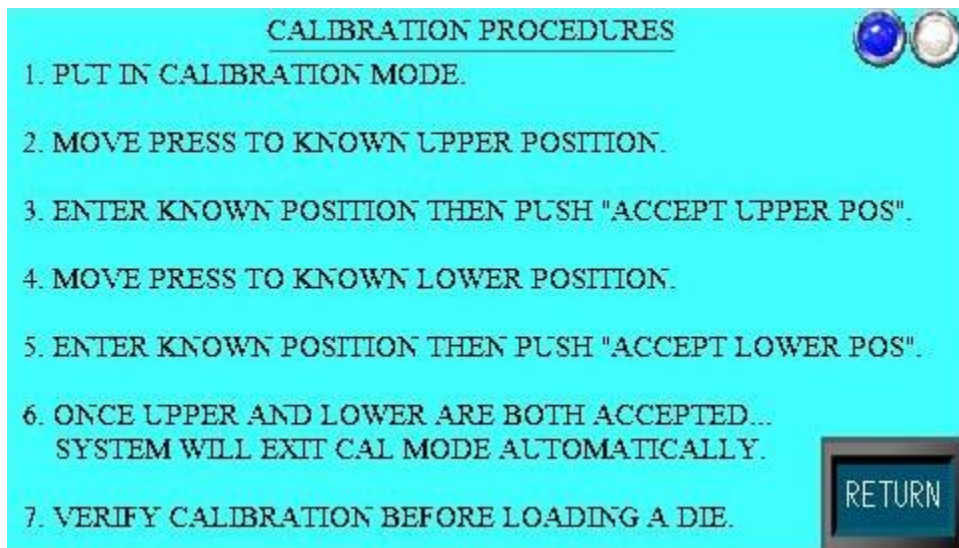 CALIBRATION PROCEDURES
1. PUT IN CALIBRATION MODE.
2. MOVE PRESS TO KNOWN UPPER POSITION.
3. ENTER KNOWN POSITION THEN PUSH "ACCEPT UPPER POS".
4. MOVE PRESS TO KNOWN LOWER POSITION.
5. ENTER KNOWN POSITION THEN PUSH "ACCEPT LOWER POS".
6. ONCE UPPER AND LOWER ARE BOTH ACCEPTED...
SYSTEM WILL EXIT CAL MODE AUTOMATICALLY.
7. VERIFY CALIBRATION BEFORE LOADING A DIE.
RETURN